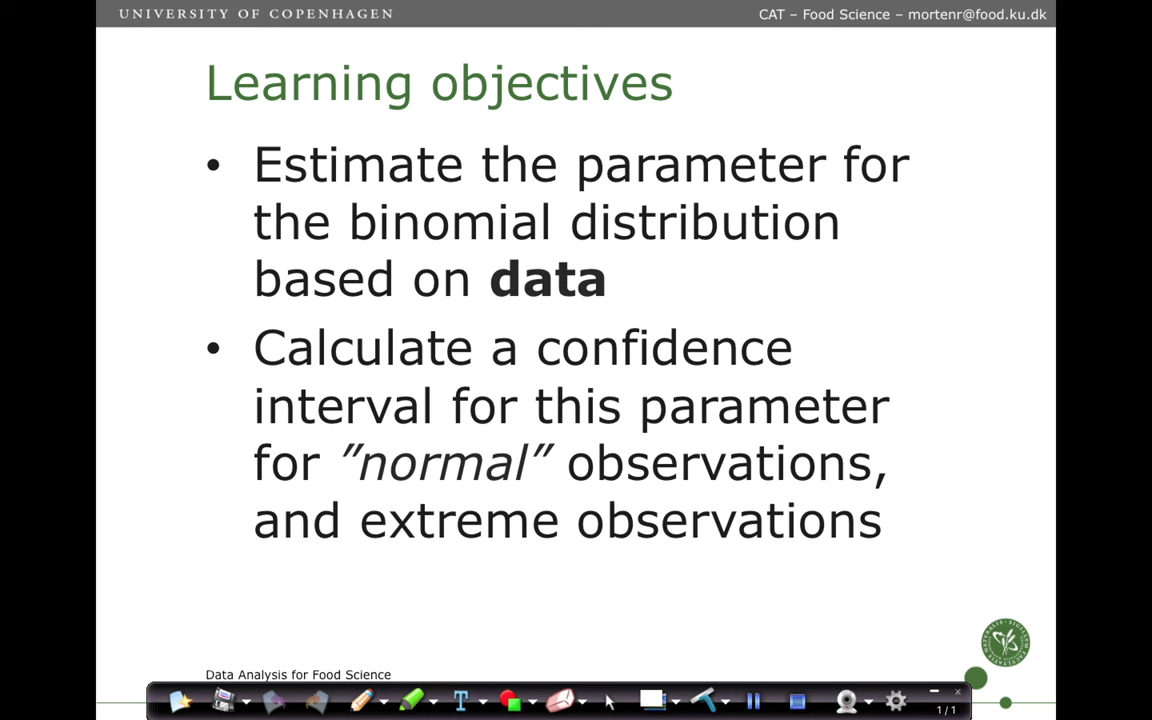 UNIVERSITY OF COPENHAGEN
CAT – Food Science – mortenr@food.ku.dk
Learning objectives
• Estimate the parameter for
the binomial distribution
based on data
• Calculate a confidence
interval for this parameter
for ”normal” observations,
and extreme observations
Data Analysis for Food Science
1 / 1